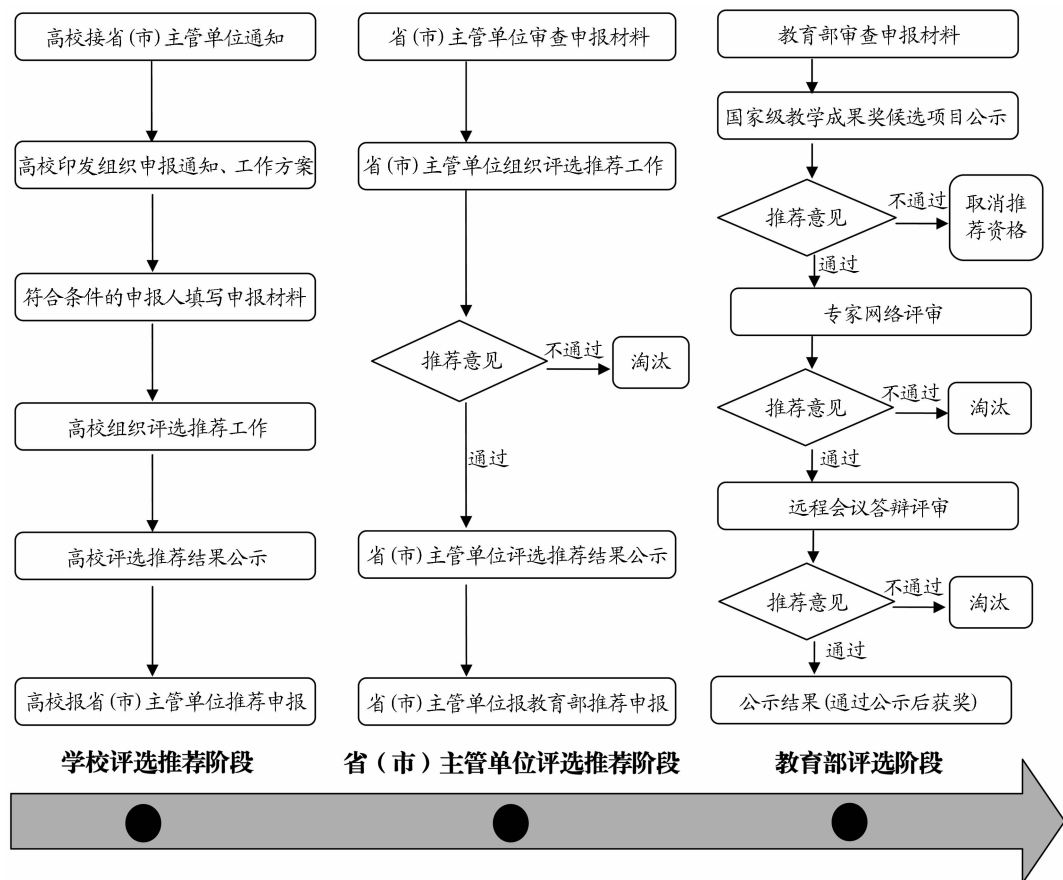 高校接省(市)主管单位通知
高校印发组织申报通知、工作方案
符合条件的申报人填写申报材料
高校组织评选推荐工作
高校评选推荐结果公示
高校报省(市)主管单位推荐申报
学校评选推荐阶段
省(市)主管单位审查申报材料
省(市)主管单位组织评选推荐工作
推荐意见
不通过
淘汰
通过
省(市)主管单位评选推荐结果公示
省(市)主管单位报教育部推荐申报
省（市）主管单位评选推荐阶段
教育部审查申报材料
国家级教学成果奖候选项目公示
推荐意见
不通过
取消推
荐资格
通过
专家网络评审
推荐意见
不通过
淘汰
通过
远程会议答辩评审
推荐意见
不通过
淘汰
通过
公示结果(通过公示后获奖)
教育部评选阶段